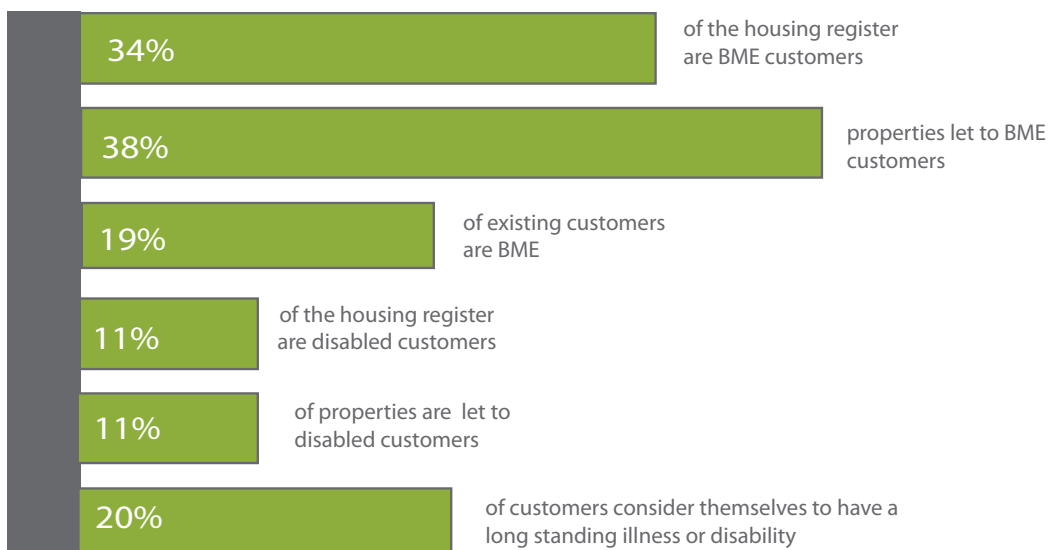 34%
of the housing register
are BME customers
38%
properties let to BME
customers
19%
of existing customers
are BME
11%
of the housing register
are disabled customers
11%
of properties are let to
disabled customers
20%
of customers consider themselves to have a
long standing illness or disability